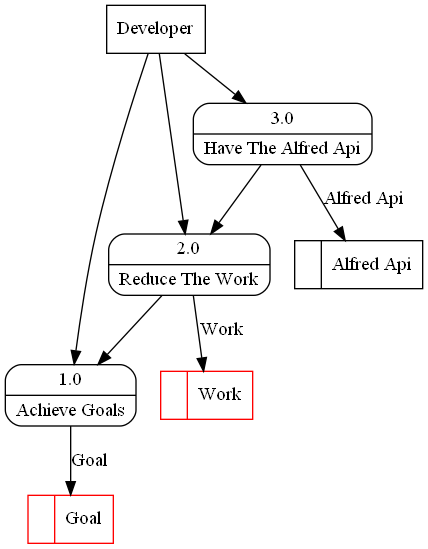 Developer
3.0
Have The Alfred Api
Alfred Api
2.0
Reduce The Work
Alfred Api
Work
1.0
Achieve Goals
Work
Goal
Goal